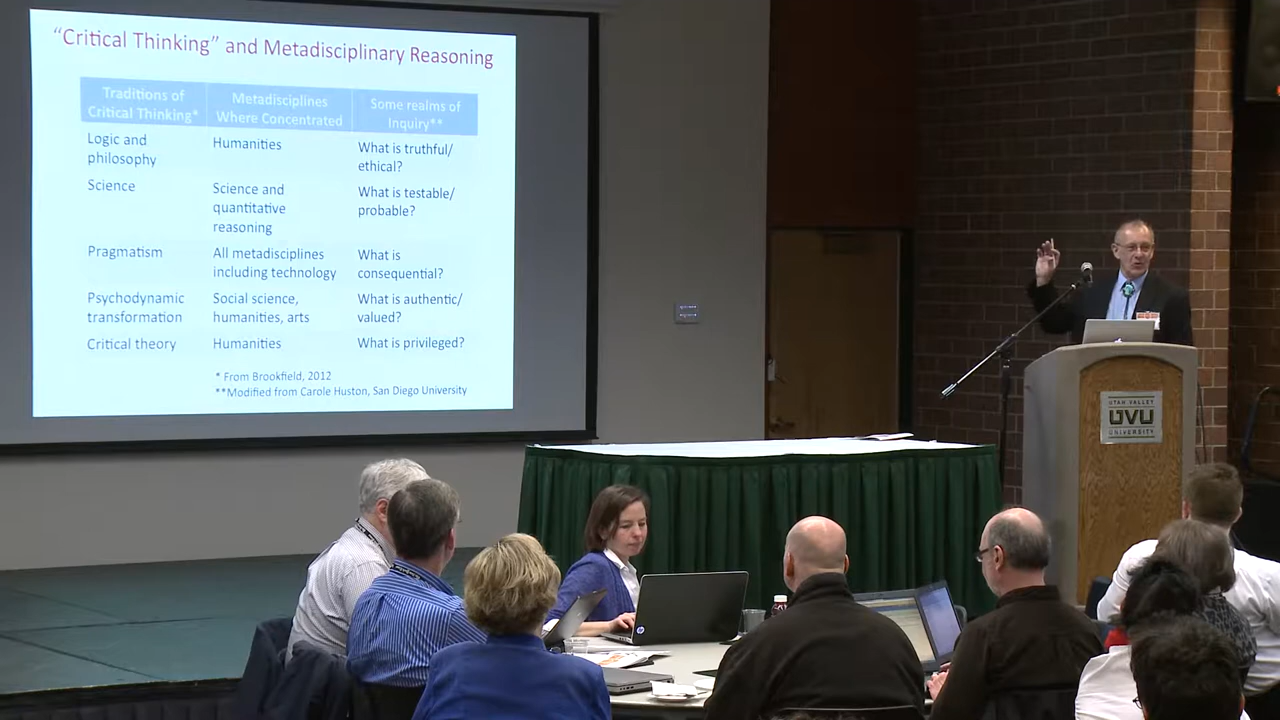 "Critical Thinking" and Metadisciplinary Reasoning
Traditions of Critical Thinking*
Metadisciplines Where Concentrated
Some realms of Inquiry**
Logic and philosophy
Humanities
What is truthful/ ethical?
Science
Science and quantitative reasoning
What is testable/ probable?
Pragmatism
All metadisciplines including technology
What is consequential?
Psychodynamic transformation
Social science, humanities, arts
What is authentic/ valued?
Critical theory
Humanities
What is privileged?
* From Brookfield, 2012
**Modified from Carole Huston, San Diego University
UTAH VALLEY
UVU
UNIVERSITY
hp